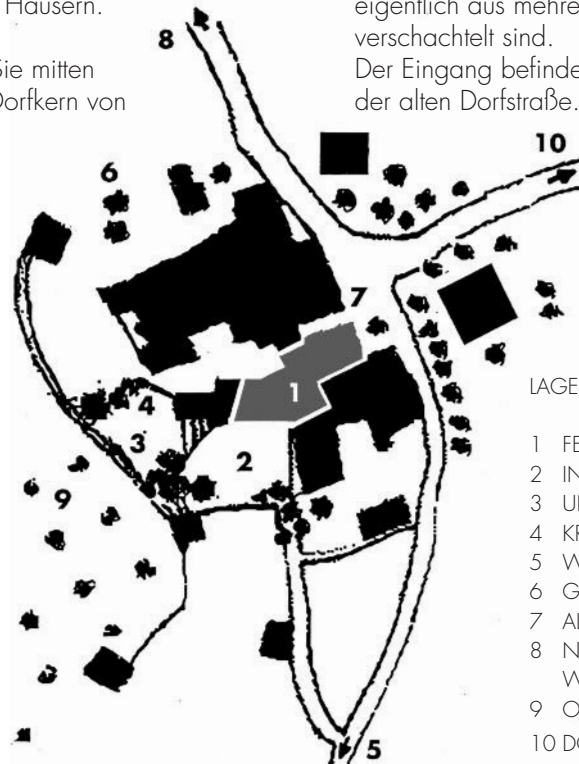 Häusern.
Sie mitten
Dorfkern von
eigentlich aus mehre
verschachtelt sind.
Der Eingang befinde
der alten Dorfstraße.
8
6
10
7
1
4
3
2
9
5
LAGE
1 FE
2 IN
3
4 KR
5 W
6 G
7 Al
8 N
W
9 O
10 DO